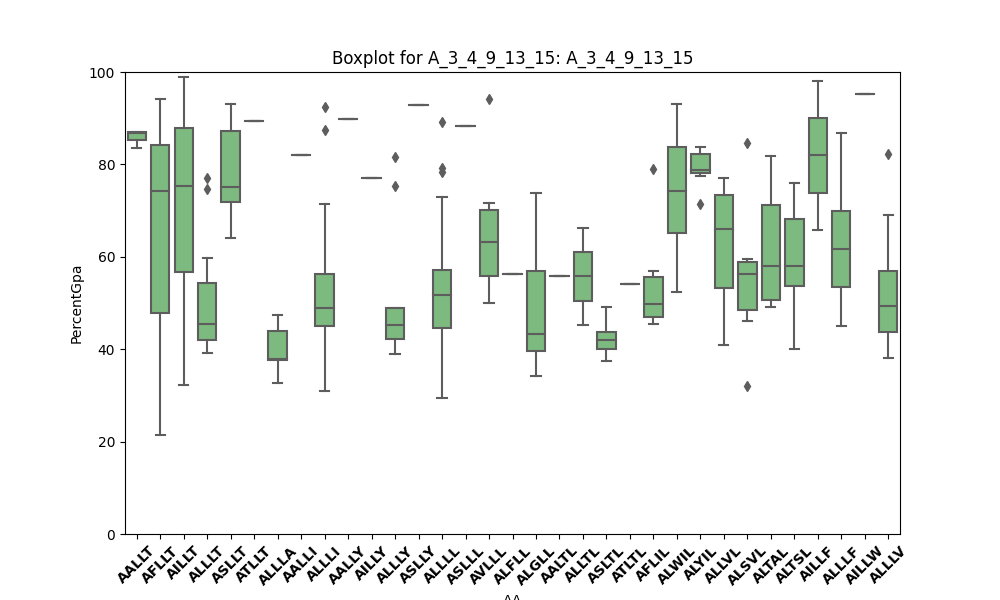 Boxplot for A_3_4_9_13_15: A_3_4_9_13_15
PercentGpa
100
80
60
40
20
0
AALLT
AFLLT
AILLT
ALLLT
ASLLT
ATLLT
ALLLA
AALLI
ALLLI
AALLY
AILLY
ALLLY
ASLLY
ALLLL
ASLLL
AVLLL
ALFLL
ALGLL
AALTL
ALLTL
ASLTL
ATLTL
AFLIL
ALWIL
ALYIL
ALLVL
ALSVL
ALTAL
ALTSL
AILLF
ALLLF
AILLW
ALLLV
AA